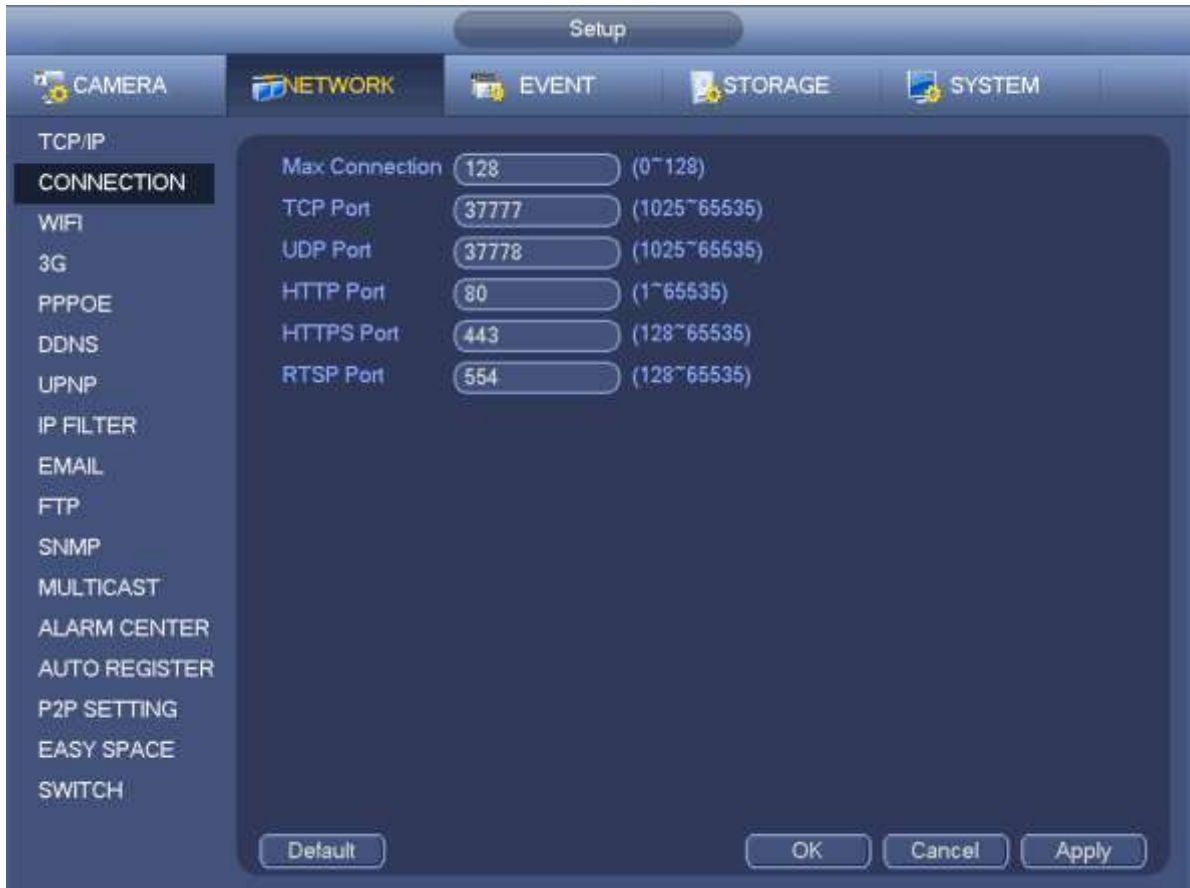 Setup
CAMERA NETWORK EVENT STORAGE SYSTEM
TCP/IP
CONNECTION
WIFI
3G
PPPOE
DDNS
UPNP
IP FILTER
EMAIL
FTP
SNMP
MULTICAST
ALARM CENTER
AUTO REGISTER
P2P SETTING
EASY SPACE
SWITCH
Max Connection 128 (0~128)
TCP Port 37777 (1025~65535)
UDP Port 37778 (1025~65535)
HTTP Port 80 (1~65535)
HTTPS Port 443 (128~65535)
RTSP Port 554 (128~65535)
Default OK Cancel Apply